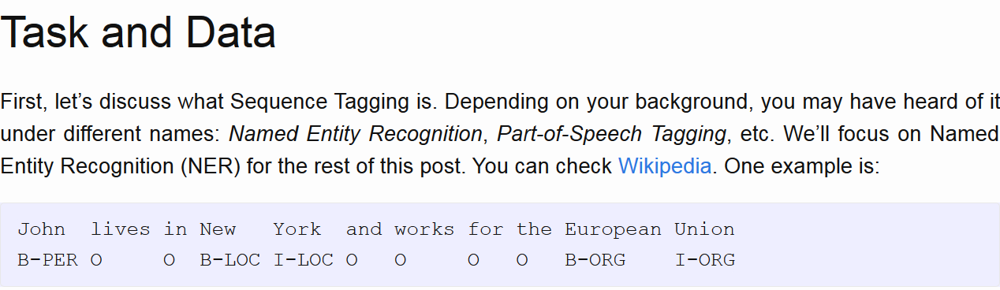 Task and Data
First, let’s discuss what Sequence Tagging is. Depending on your background, you may have heard of it
under different names: Named Entity Recognition, Part-of-Speech Tagging, etc. We’ll focus on Named
Entity Recognition (NER) for the rest of this post. You can check Wikipedia. One example is:
John  lives in New   York  and works for the European Union
B-PER O     O  B-LOC I-LOC O   O     O   O   B-ORG    I-ORG